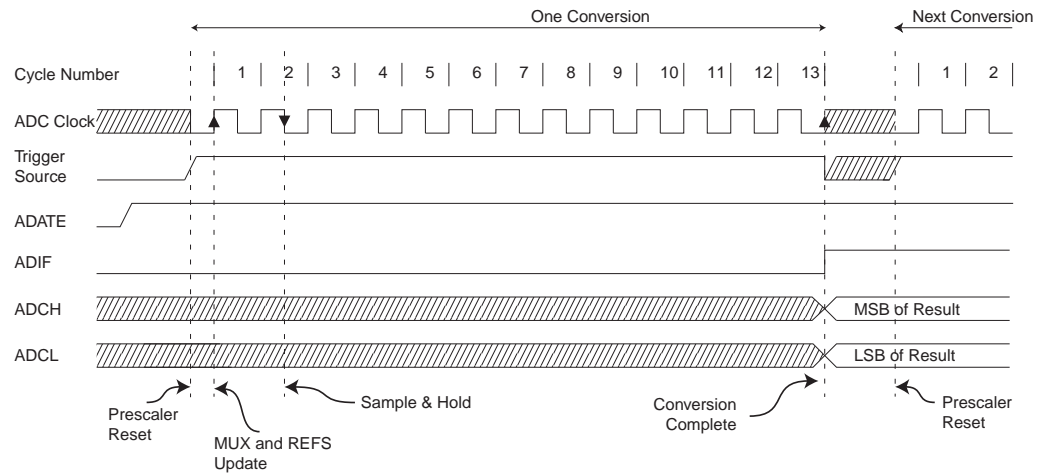 One Conversion
Next Conversion
Cycle Number
1 2 3 4 5 6 7 8 9 10 11 12 13 1 2
ADC Clock
Trigger
Source
ADATE
ADIF
ADCH
MSB of Result
ADCL
LSB of Result
Prescaler
Reset
MUX and REFS
Update
Sample & Hold
Conversion
Complete
Prescaler
Reset